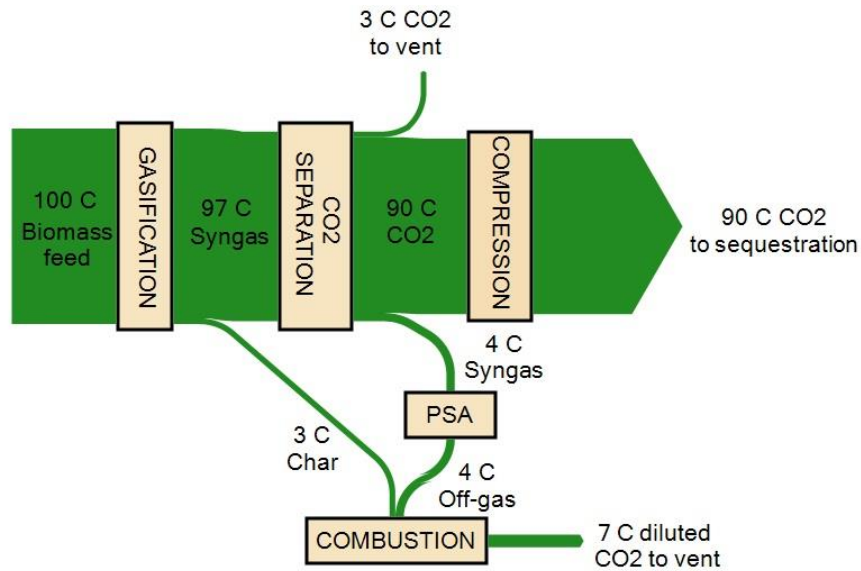 3 C CO2
to vent
GASIFICATION
CO2
SEPARATION
COMPRESSION
100 C
Biomass
feed
97 C
Syngas
90 C
CO2
90 C CO2
to sequestration
4 C
Syngas
PSA
3 C
Char
4 C
Off-gas
COMBUSTION
7 C diluted
CO2 to vent